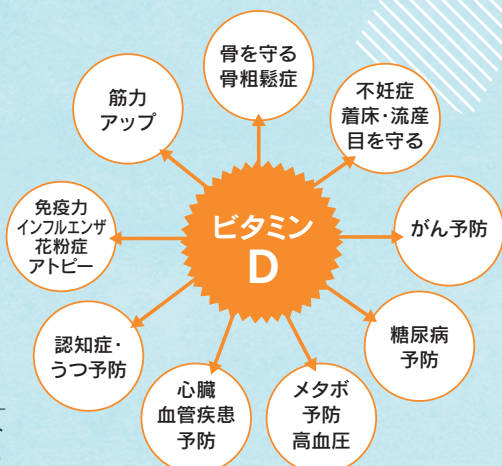 骨を守る
骨粗鬆症
不妊症
着床・流産
目を守る
がん予防
糖尿病
予防
メタボ
予防
高血圧
心臓
血管疾患
予防
認知症・
うつ予防
免疫力
インフルエンザ
花粉症
アトピー
筋力
アップ
ビタミン
D